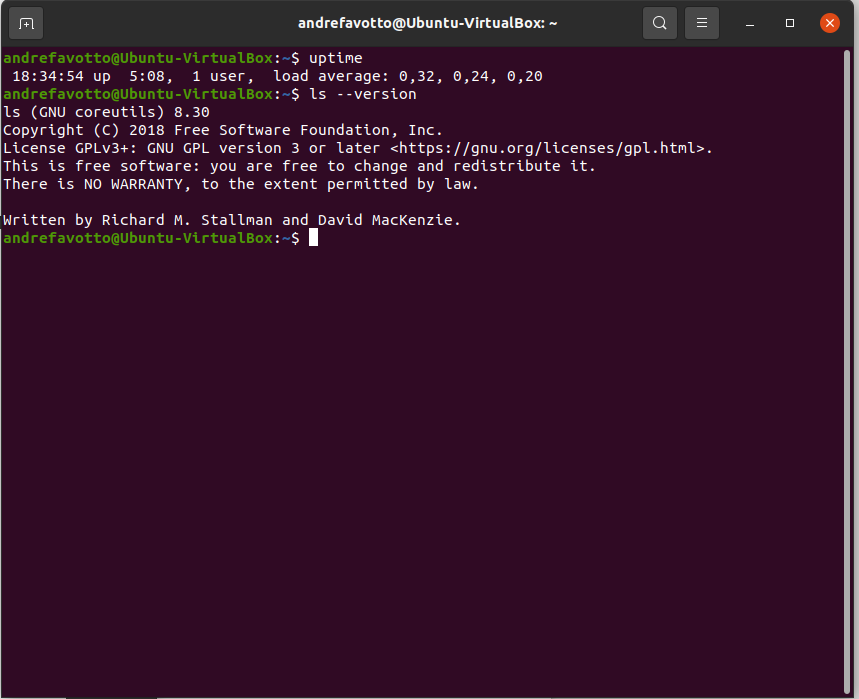 andrefavotto@Ubuntu-VirtualBox: ~
andrefavotto@Ubuntu-VirtualBox:~$ uptime
 18:34:54 up  5:08,  1 user,  load average: 0,32, 0,24, 0,20
andrefavotto@Ubuntu-VirtualBox:~$ ls --version
ls (GNU coreutils) 8.30
Copyright (C) 2018 Free Software Foundation, Inc.
License GPLv3+: GNU GPL version 3 or later <https://gnu.org/licenses/gpl.html>.
This is free software: you are free to change and redistribute it.
There is NO WARRANTY, to the extent permitted by law.

Written by Richard M. Stallman and David MacKenzie.
andrefavotto@Ubuntu-VirtualBox:~$